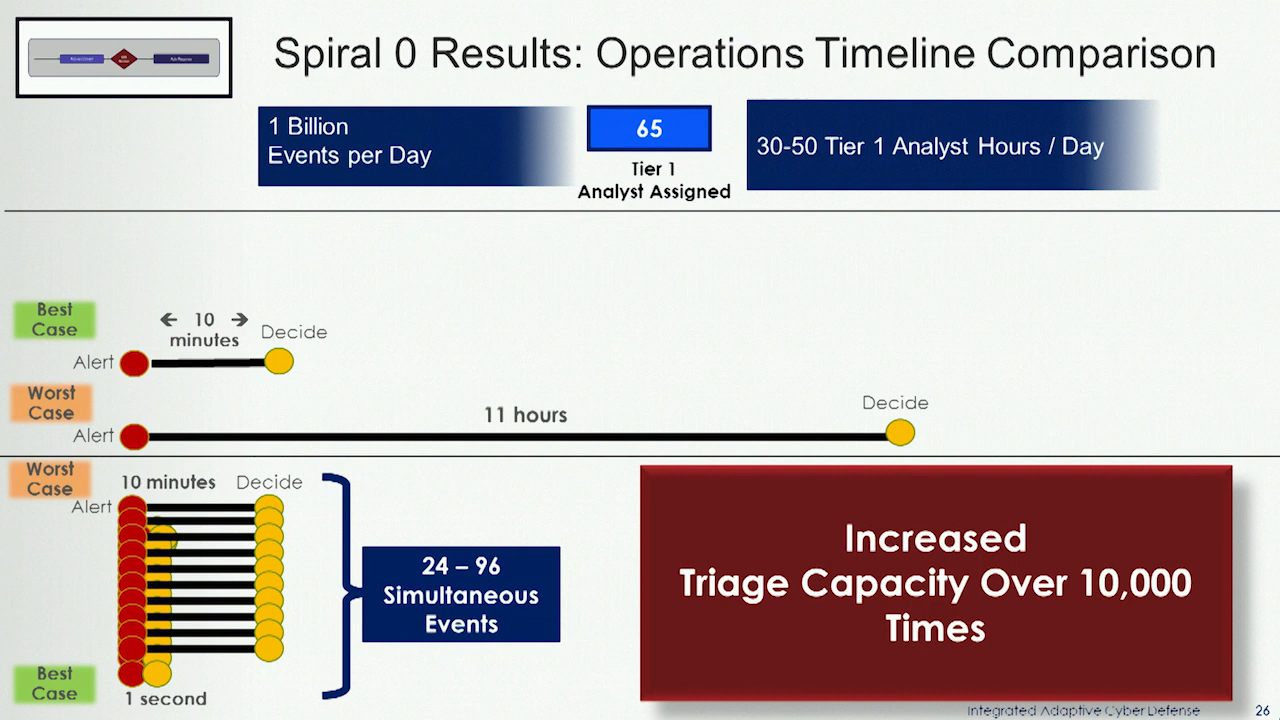 Spiral 0 Results: Operations Timeline Comparison
1 Billion
Events per Day
65
Tier 1
Analyst Assigned
30-50 Tier 1 Analyst Hours / Day
Best
Case
← 10 →
minutes
Decide
Alert
Worst
Case
11 hours
Decide
Alert
Worst
Case
10 minutes
Decide
Alert
24 – 96
Simultaneous
Events
Increased
Triage Capacity Over 10,000
Times
Best
Case
1 second
Integrated Adaptive Cyber Defense
26